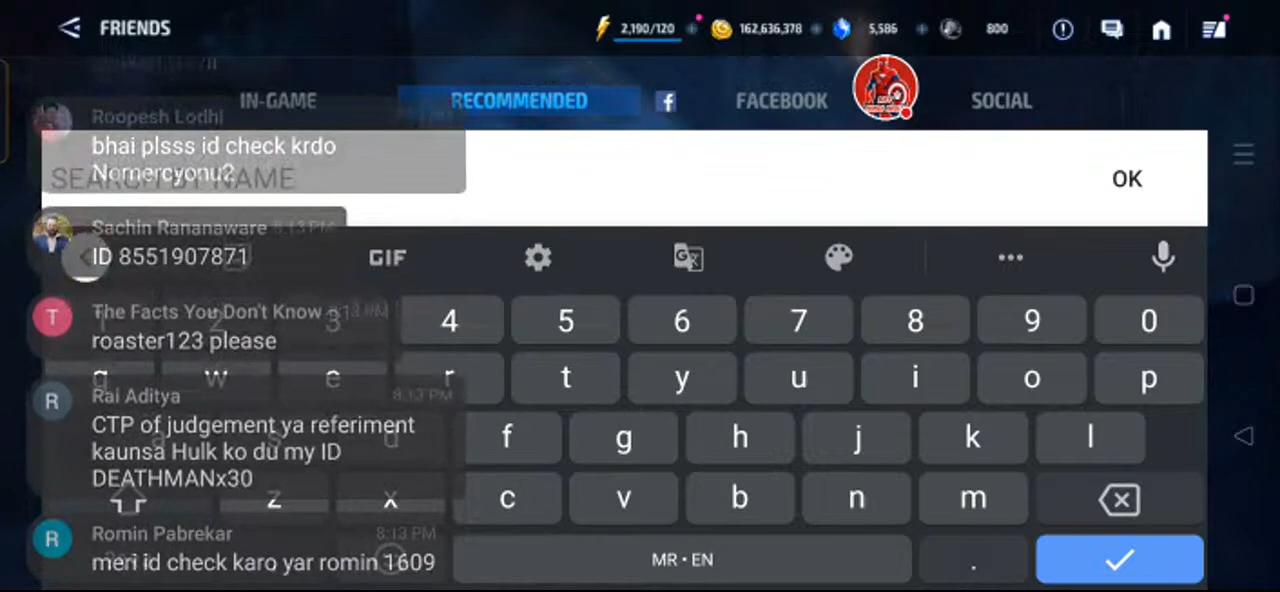 FRIENDS
2,190/120
162,636,378
5,586
800
IN-GAME
RECOMMENDED
FACEBOOK
SOCIAL
Roopesh Lodhi
bhai plsss id check krdo
Nomercyonu2
SEARCH BY NAME
OK
Sachin Rananaware 8:13 PM
ID 8551907871
GIF
The Facts You Don't Know 8:13 PM
roaster123 please
1 2 3 4 5 6 7 8 9 0
q w e r t y u i o p
Rai Aditya 8:13 PM
CTP of judgement ya referiment
kaunsa Hulk ko du my ID
DEATHMANx30
a s d f g h j k l
z x c v b n m
Romin Pabrekar 8:13 PM
meri id check karo yar romin 1609
MR • EN
.